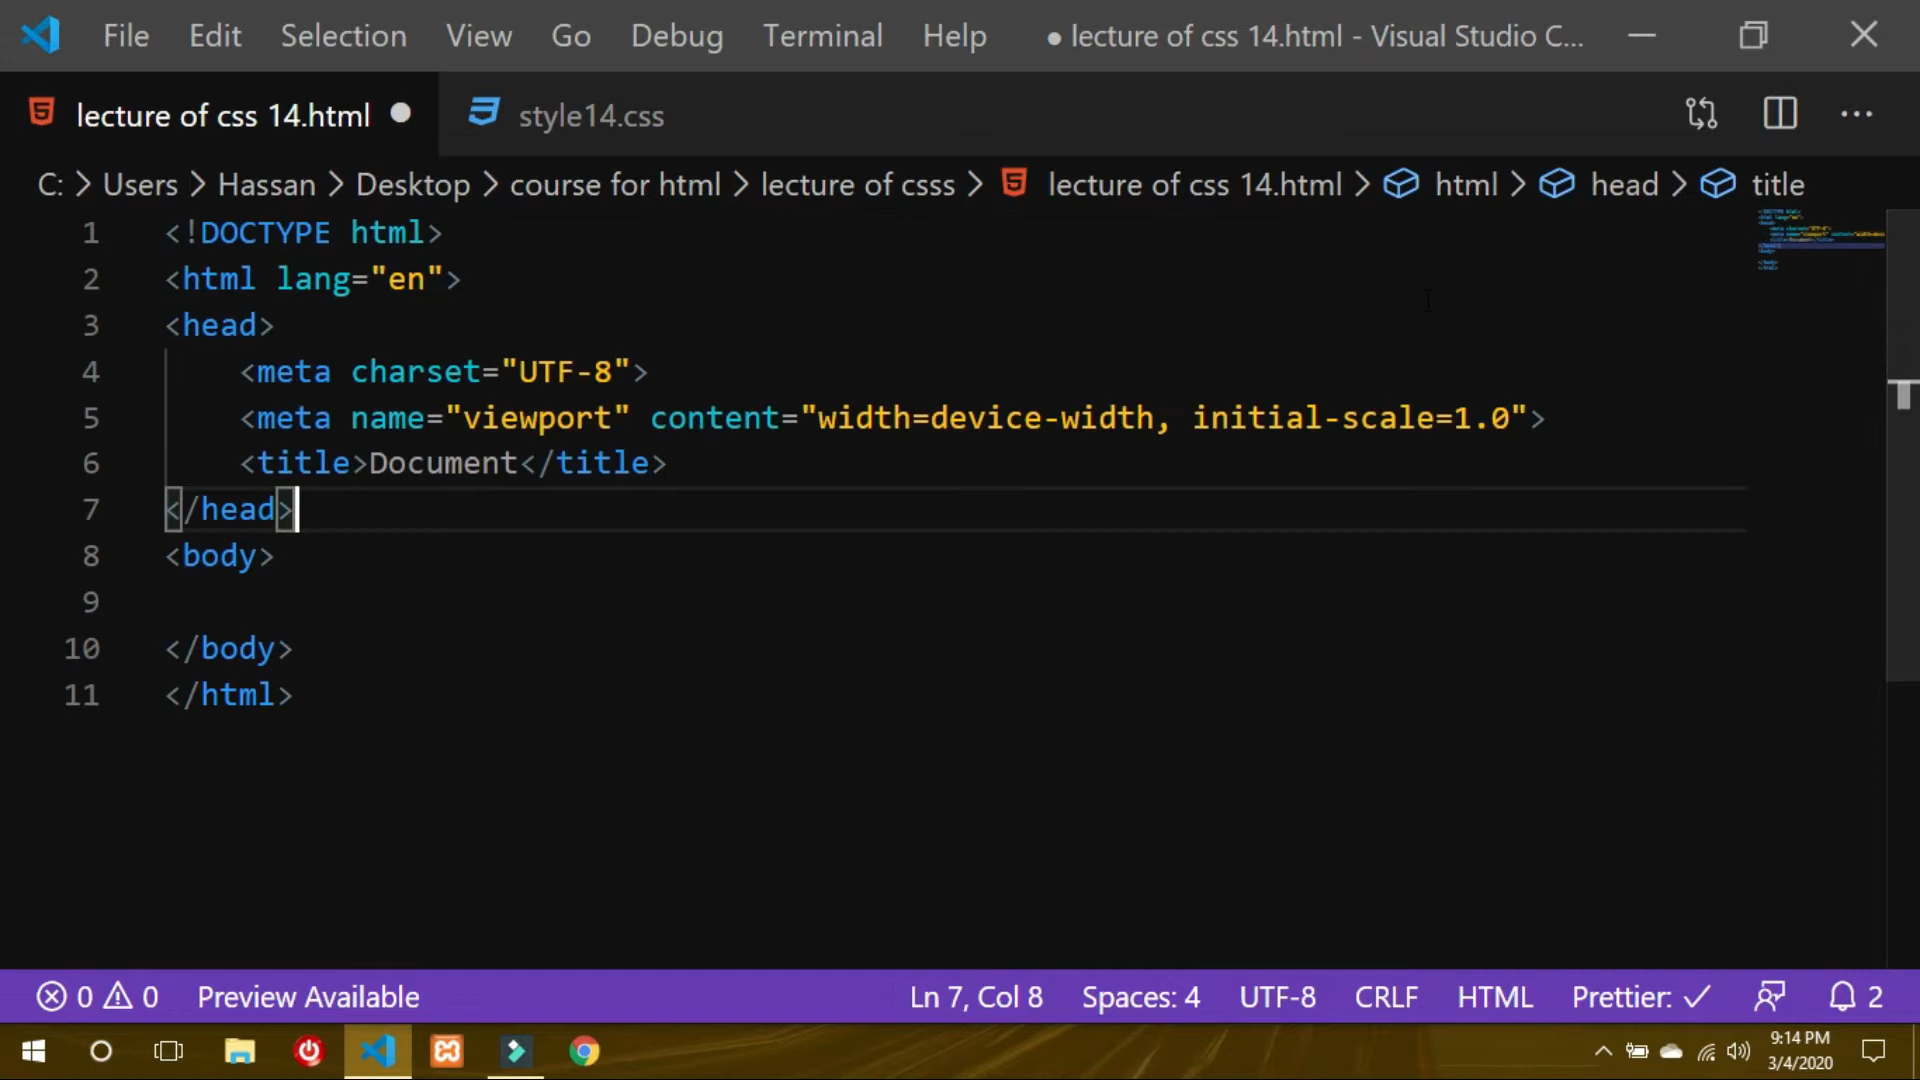 File Edit Selection View Go Debug Terminal Help ● lecture of css 14.html - Visual Studio C...
lecture of css 14.html ● style14.css
C: > Users > Hassan > Desktop > course for html > lecture of csss > lecture of css 14.html > html > head > title
1 <!DOCTYPE html>
2 <html lang="en">
3 <head>
4 <meta charset="UTF-8">
5 <meta name="viewport" content="width=device-width, initial-scale=1.0">
6 <title>Document</title>
7 </head>
8 <body>
9
10 </body>
11 </html>
0 0 Preview Available Ln 7, Col 8 Spaces: 4 UTF-8 CRLF HTML Prettier: ✓ 2
9:14 PM
3/4/2020